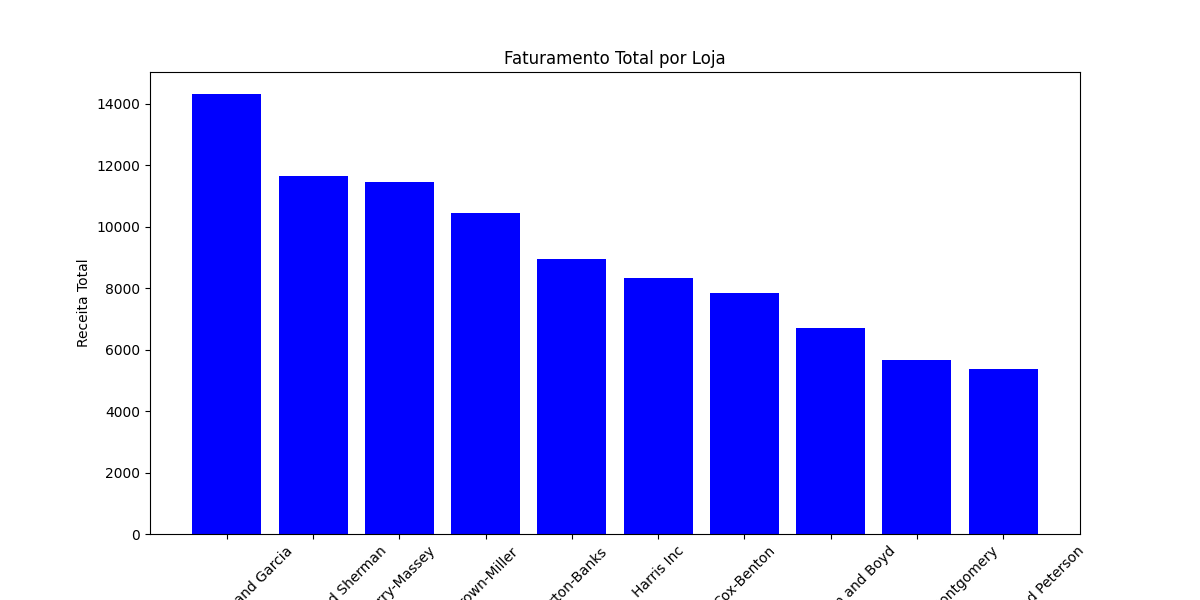 Faturamento Total por Loja
14000
12000
10000
8000
6000
4000
2000
0
Receita Total
and Garcia
Sherman
rry-Massey
own-Miller
ton-Banks
Harris Inc
Cox-Benton
and Boyd
ontgomery
Peterson